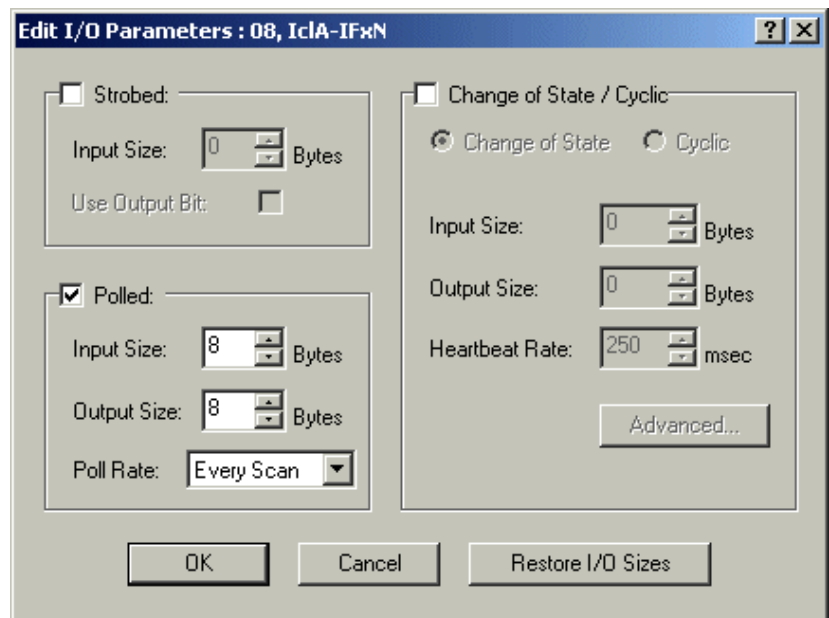 Edit I/O Parameters : 08, IclA-IFxN
Strobed:
Input Size: 0 Bytes
Use Output Bit:
Polled:
Input Size: 8 Bytes
Output Size: 8 Bytes
Poll Rate: Every Scan
Change of State / Cyclic
Change of State Cyclic
Input Size: 0 Bytes
Output Size: 0 Bytes
Heartbeat Rate: 250 msec
Advanced...
OK Cancel Restore I/O Sizes